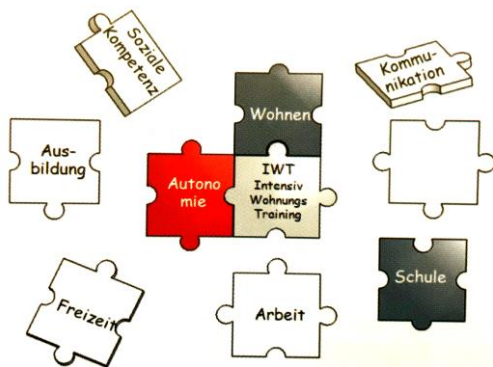 Soziale
Kompetenz
Kommu-
nikation
Wohnen
Aus-
bildung
Autono
mie
IWT
Intensiv
Wohnungs
Training
Schule
Freizeit
Arbeit